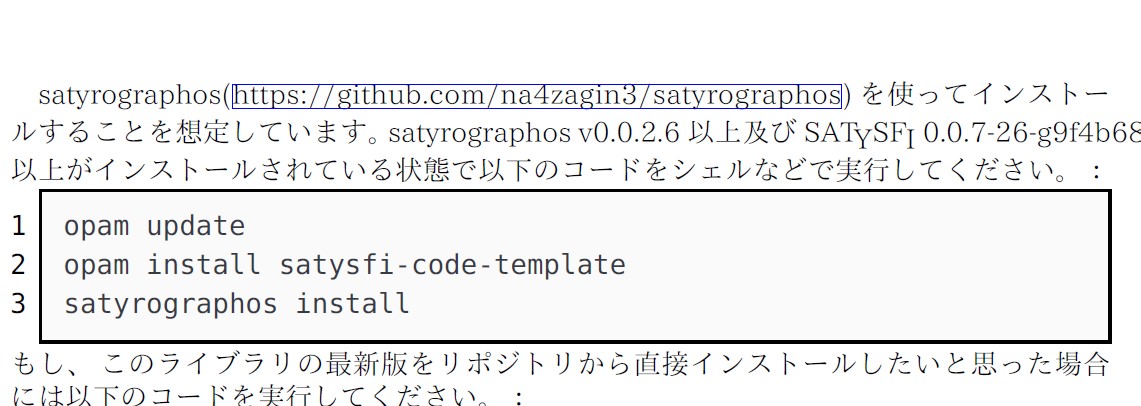 satyrographos(https://github.com/na4zagin3/satyrographos) を使ってインストー
ルすることを想定しています。satyrographos v0.0.2.6 以上及び SATYSFI 0.0.7-26-g9f4b68
以上がインストールされている状態で以下のコードをシェルなどで実行してください。：
1 opam update
2 opam install satysfi-code-template
3 satyrographos install
もし、このライブラリの最新版をリポジトリから直接インストールしたいと思った場合
には以下のコードを実行してください。：